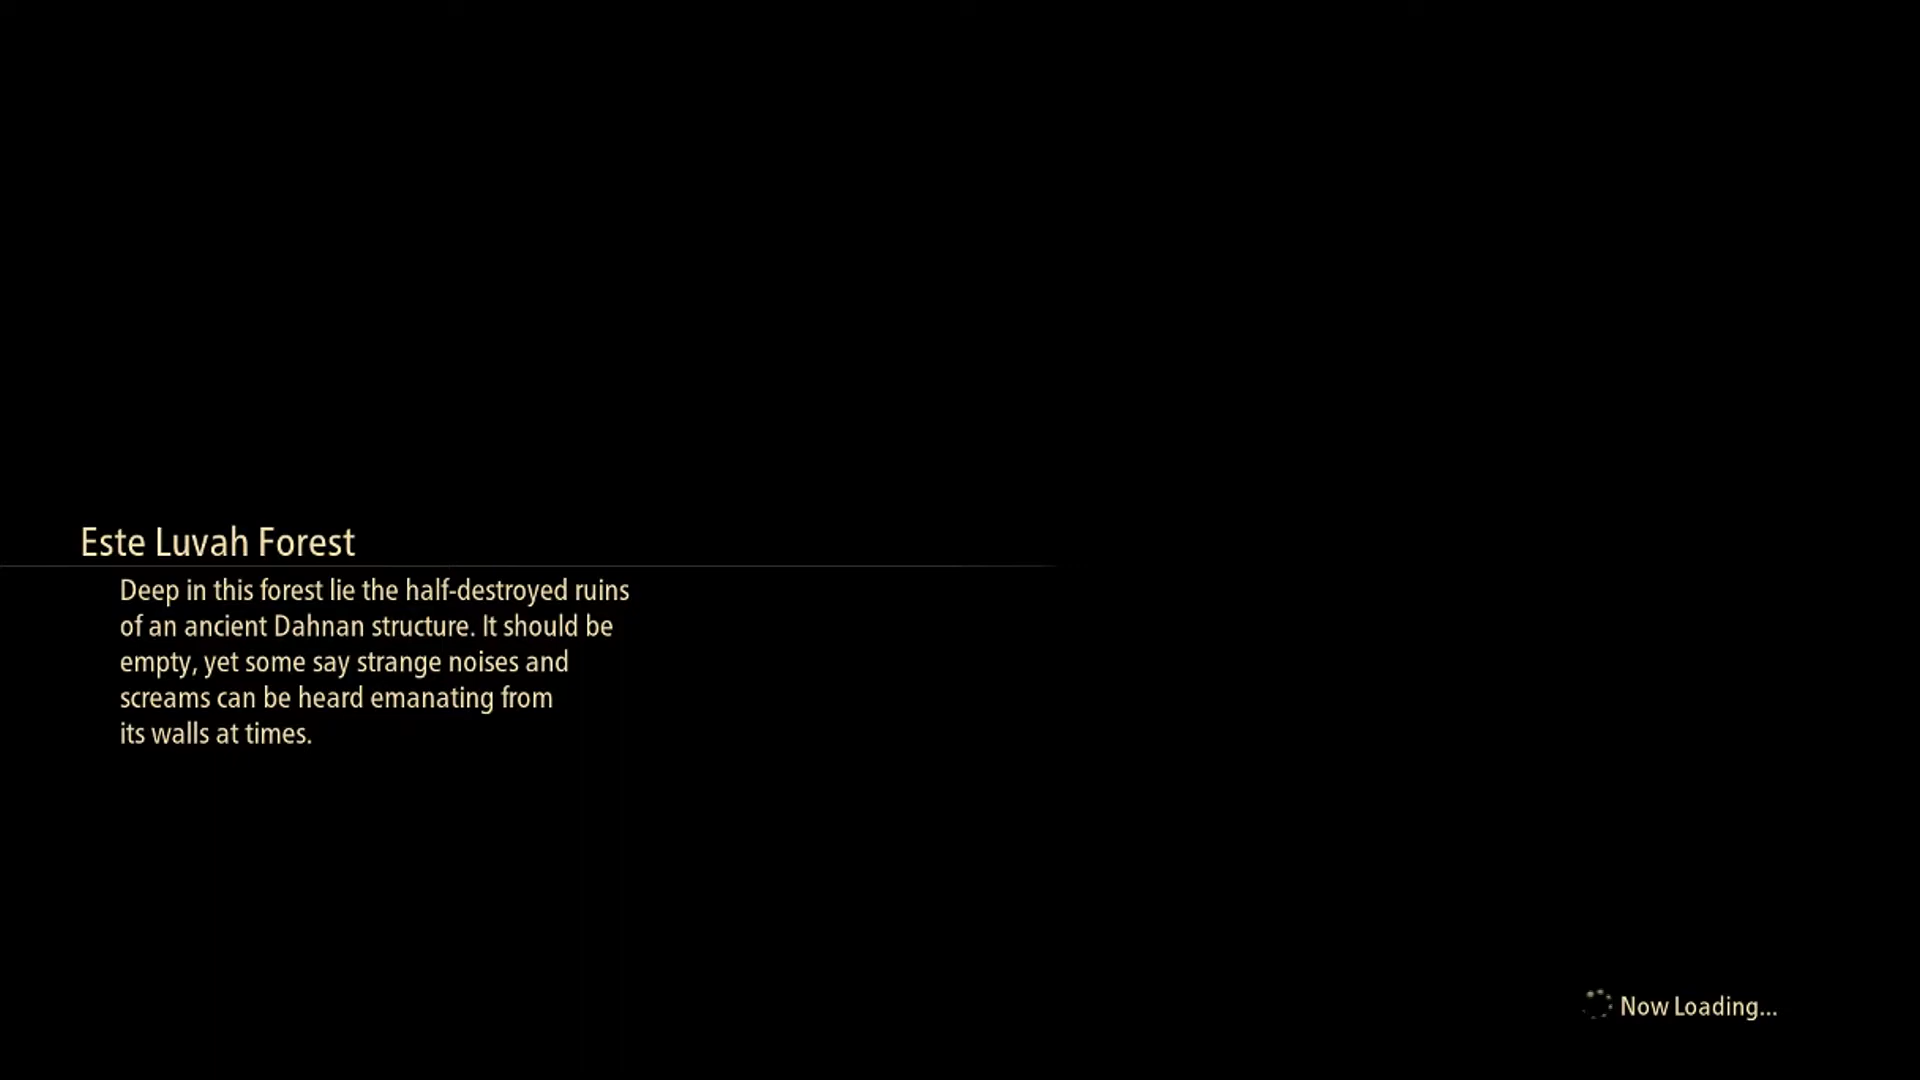 Este Luvah Forest
Deep in this forest lie the half-destroyed ruins
of an ancient Dahnan structure. It should be
empty, yet some say strange noises and
screams can be heard emanating from
its walls at times.
Now Loading...